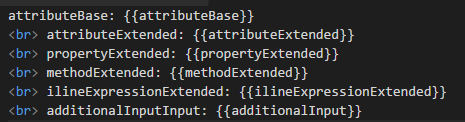 attributeBase: {{attributeBase}}
<br> attributeExtended: {{attributeExtended}}
<br> propertyExtended: {{propertyExtended}}
<br> methodExtended: {{methodExtended}}
<br> ilineExpressionExtended: {{ilineExpressionExtended}}
<br> additionalInputInput: {{additionalInput}}